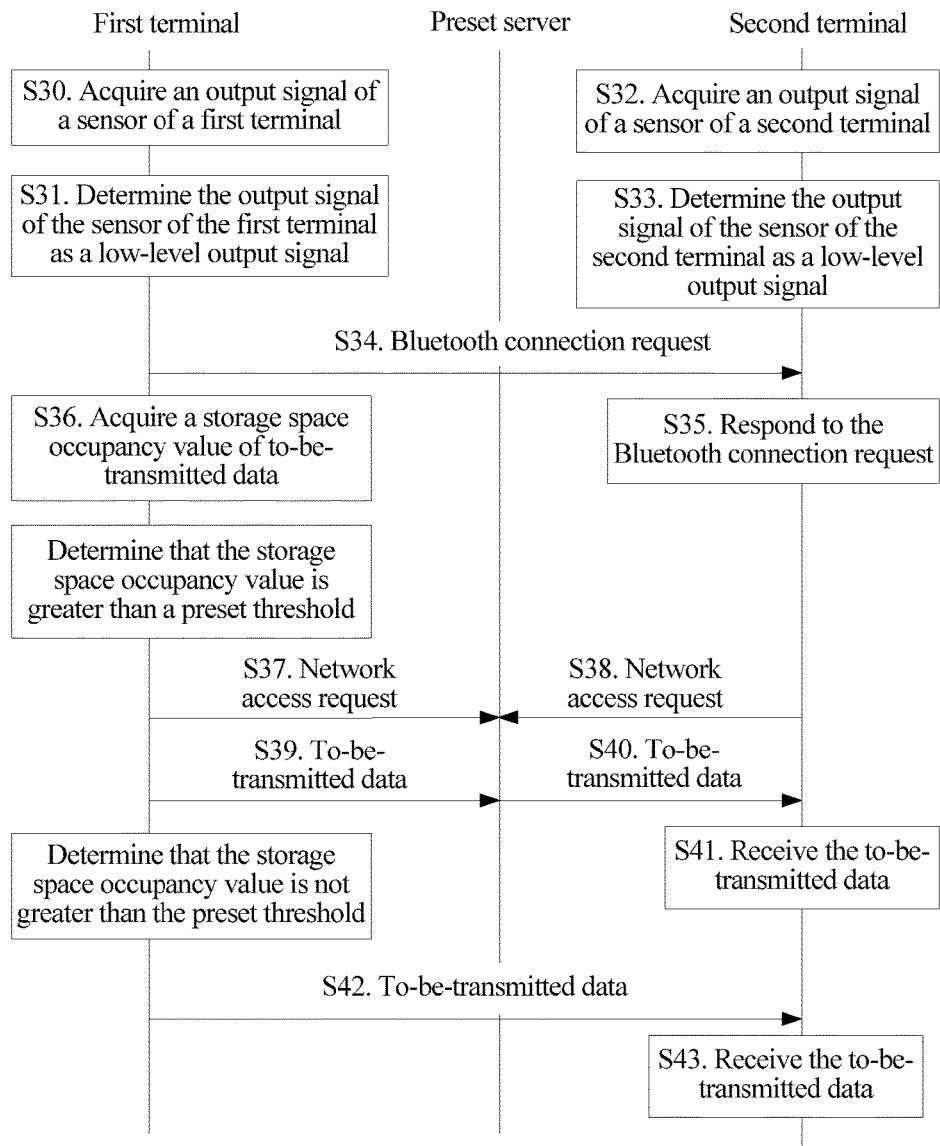 First terminal
Preset server
Second terminal
S30. Acquire an output signal of
a sensor of a first terminal
S32. Acquire an output signal
of a sensor of a second terminal
S31. Determine the output signal
of the sensor of the first terminal
as a low-level output signal
S33. Determine the output
signal of the sensor of the
second terminal as a low-level
output signal
S34. Bluetooth connection request
S36. Acquire a storage space
occupancy value of to-be-
transmitted data
S35. Respond to the
Bluetooth connection request
Determine that the storage
space occupancy value is
greater than a preset threshold
S37. Network
access request
S38. Network
access request
S39. To-be-
transmitted data
S40. To-be-
transmitted data
Determine that the storage
space occupancy value is not
greater than the preset threshold
S41. Receive the to-be-
transmitted data
S42. To-be-transmitted data
S43. Receive the to-be-
transmitted data